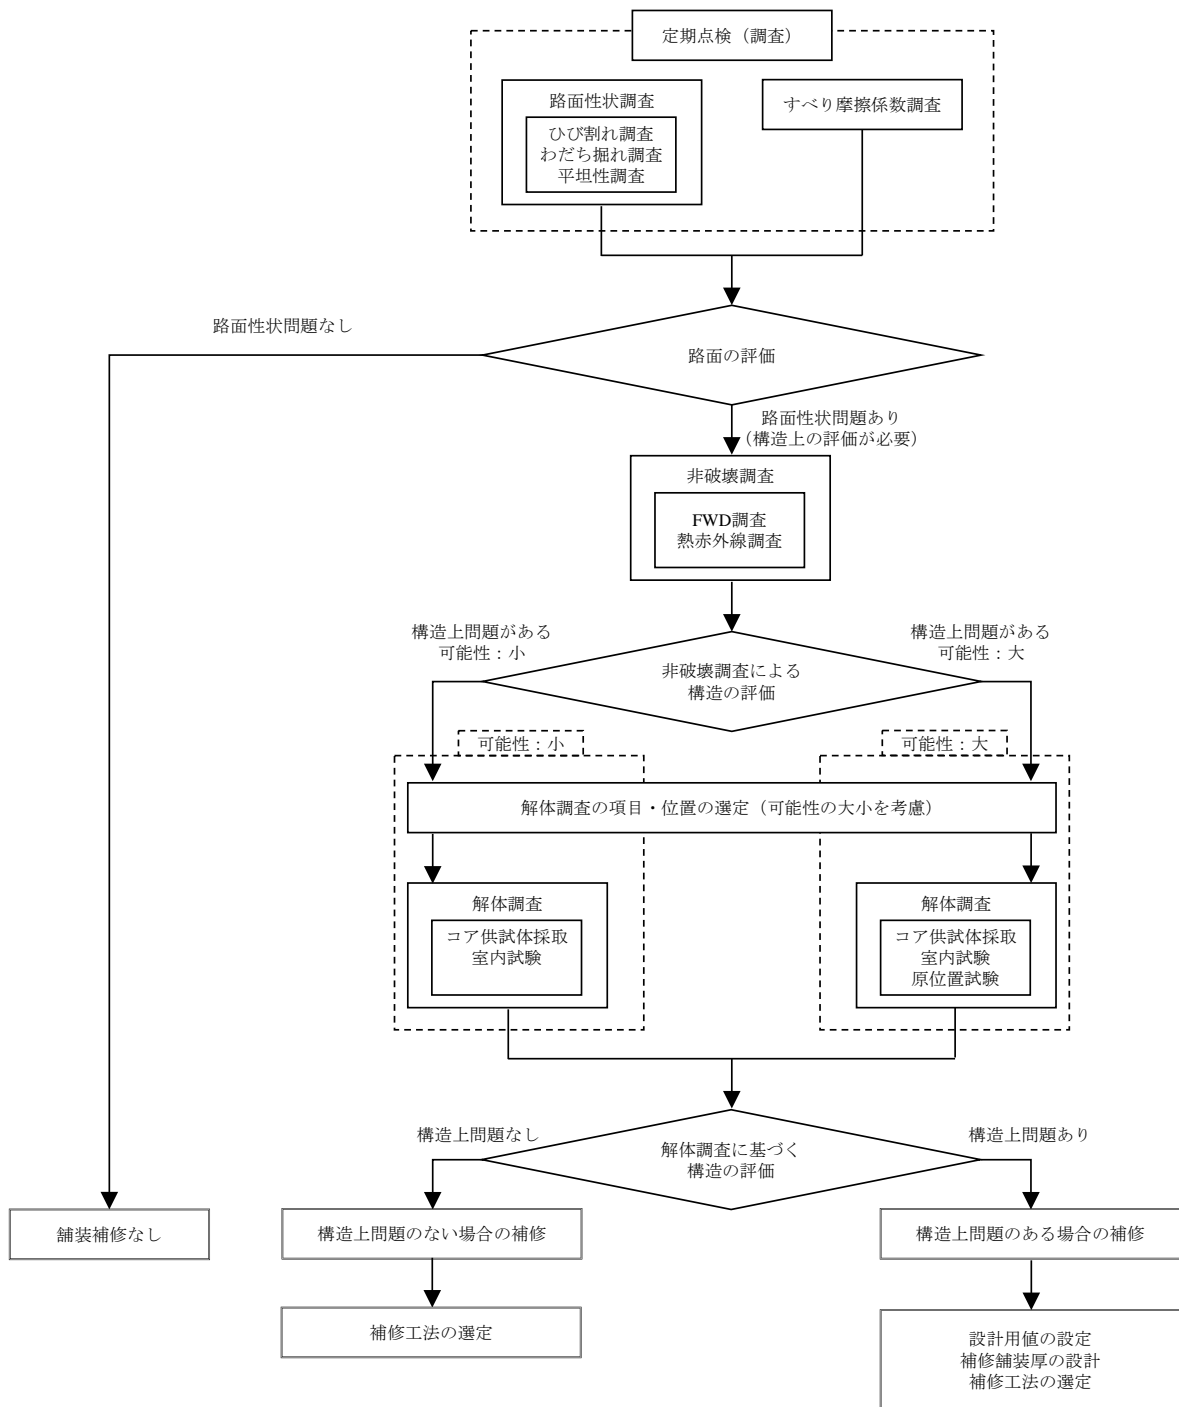 定期点検（調査）
路面性状調査
ひび割れ調査
わだち掘れ調査
平坦性調査
すべり摩擦係数調査
路面性状問題なし
路面の評価
路面性状問題あり
（構造上の評価が必要）
非破壊調査
FWD調査
熱赤外線調査
構造上問題がある
可能性：小
構造上問題がある
可能性：大
非破壊調査による
構造の評価
可能性：小
可能性：大
解体調査の項目・位置の選定（可能性の大小を考慮）
解体調査
コア供試体採取
室内試験
解体調査
コア供試体採取
室内試験
原位置試験
構造上問題なし
構造上問題あり
解体調査に基づく
構造の評価
舗装補修なし
構造上問題のない場合の補修
構造上問題のある場合の補修
補修工法の選定
設計用値の設定
補修舗装厚の設計
補修工法の選定